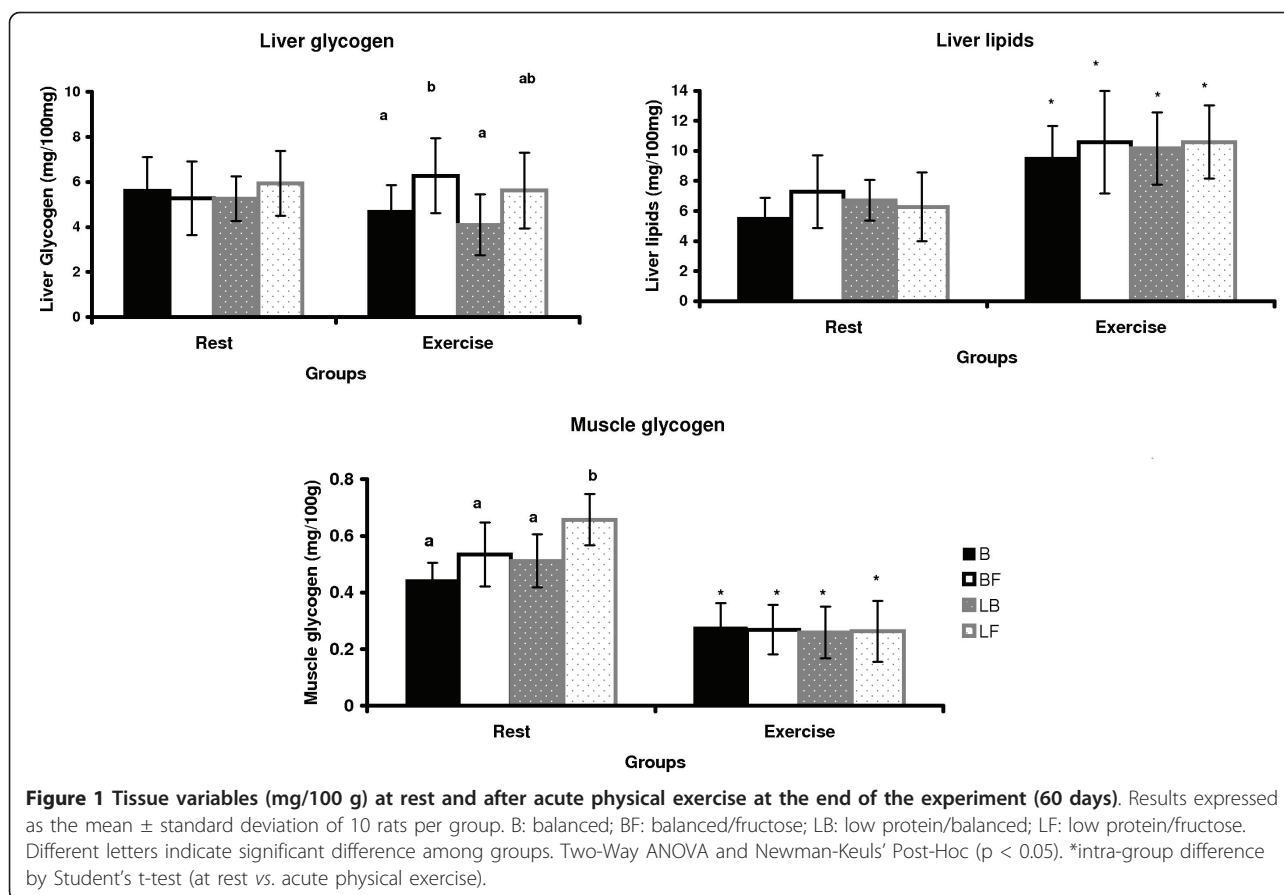 Liver glycogen
Liver Glycogen (mg/100mg)
10
8
6
4
2
0
a
b
a
ab
Rest
Exercise
Groups
Liver lipids
Liver lipids (mg/100mg)
14
12
10
8
6
4
2
0
*
*
*
*
Rest
Exercise
Groups
Muscle glycogen
Muscle glycogen (mg/100g)
0.8
0.6
0.4
0.2
0
a
a
a
b
*
*
*
*
Rest
Exercise
Groups
B
BF
LB
LF
Figure 1 Tissue variables (mg/100 g) at rest and after acute physical exercise at the end of the experiment (60 days). Results expressed
as the mean ± standard deviation of 10 rats per group. B: balanced; BF: balanced/fructose; LB: low protein/balanced; LF: low protein/fructose.
Different letters indicate significant difference among groups. Two-Way ANOVA and Newman-Keuls' Post-Hoc (p < 0.05). *intra-group difference
by Student's t-test (at rest vs. acute physical exercise).